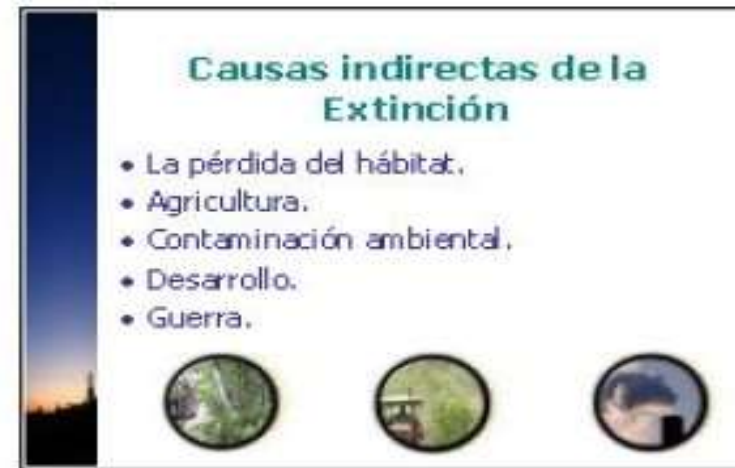 Causas indirectas de la
Extinción
• La pérdida del hábitat.
• Agricultura.
• Contaminación ambiental.
• Desarrollo.
• Guerra.